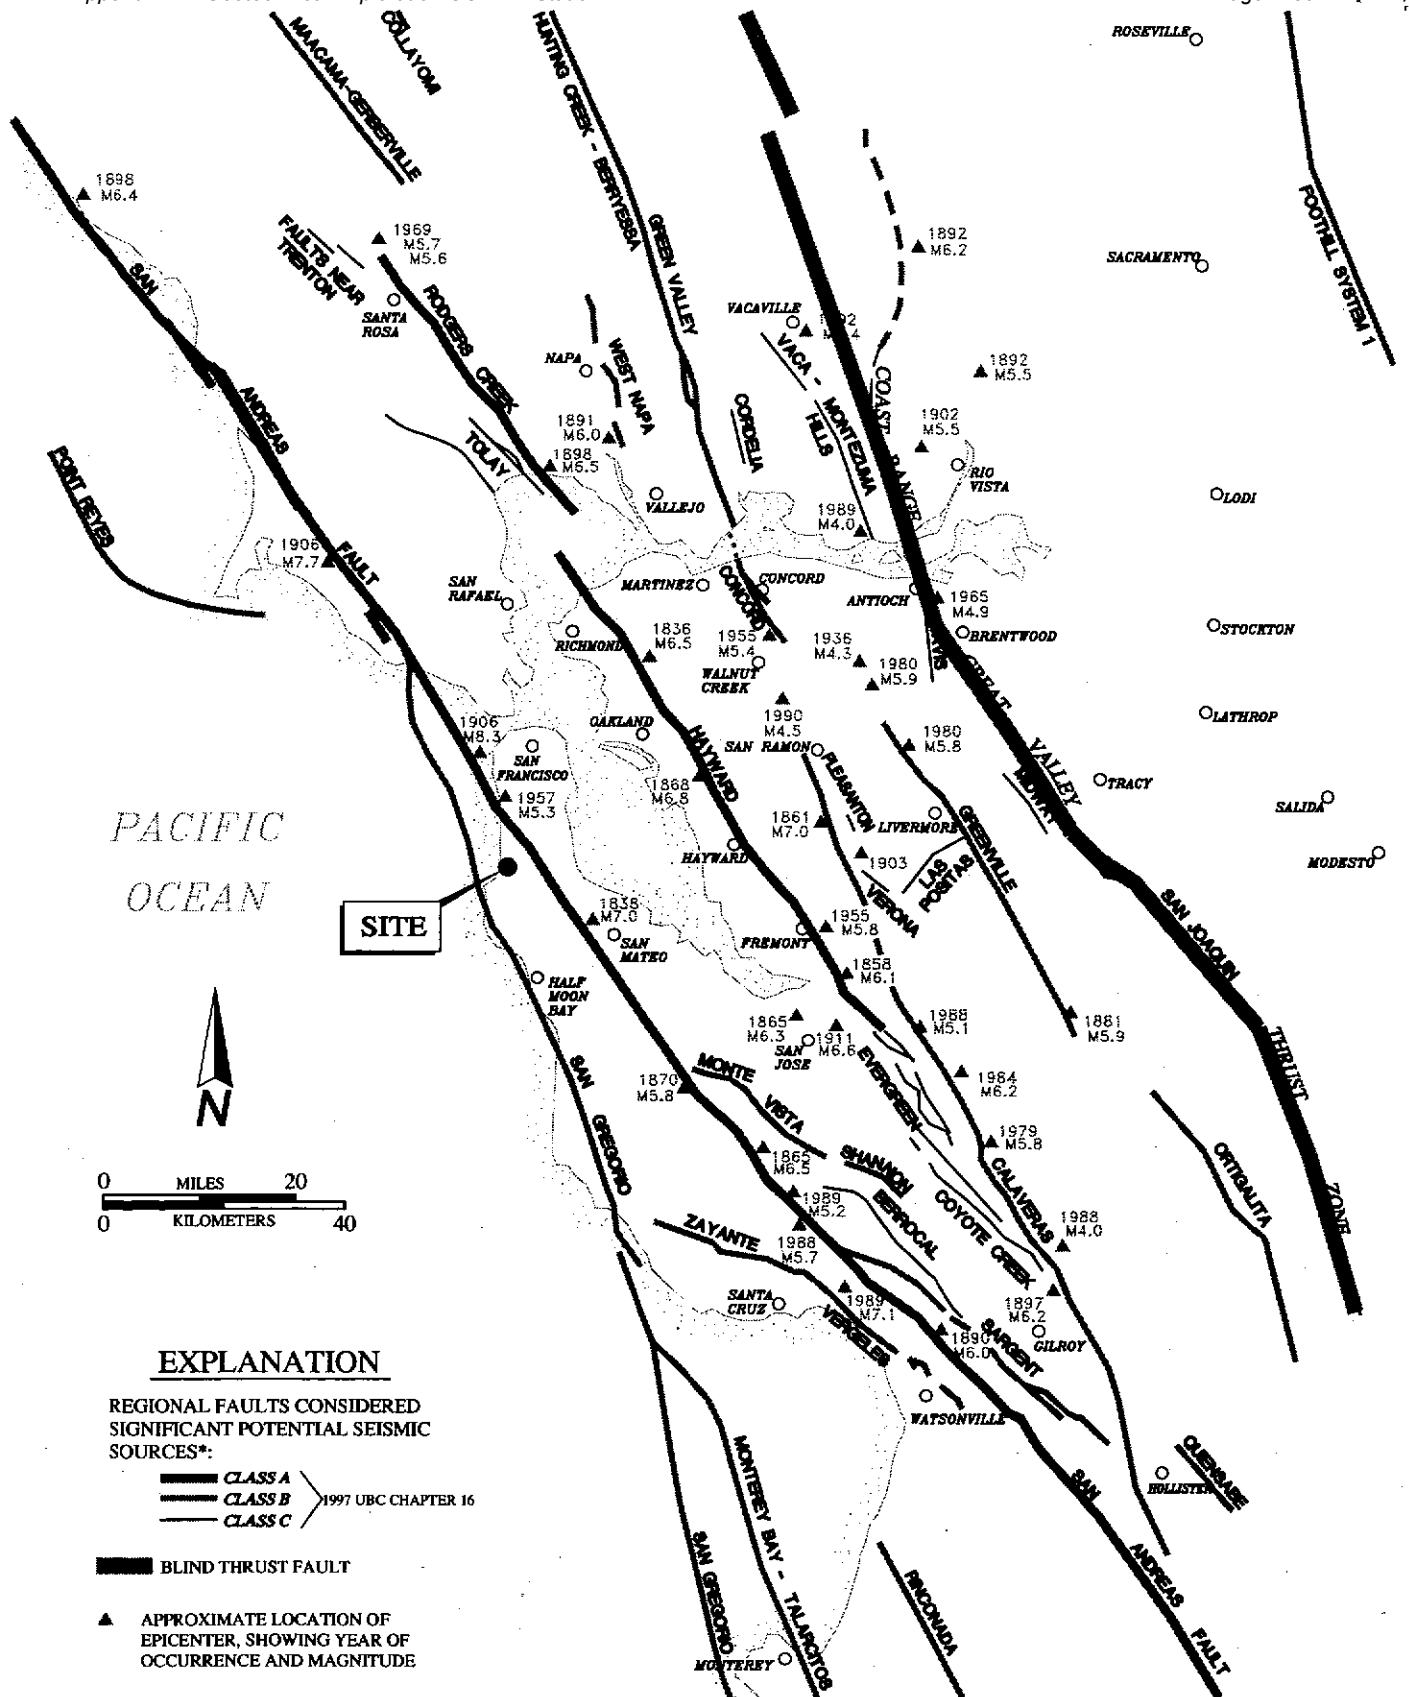 ROSEVILLE
COLLAYOMI
MAACAMA-GERBERVILLE
HUNTING CREEK - BERRYESSA
FOOTHILL SYSTEM 1
1898
M6.4
1969
M5.7
M5.6
FAULTS NEAR
TRENTON
SANTA
ROSA
RODGERS CREEK
GREEN VALLEY
1892
M6.2
SACRAMENTO
SAN ANDREAS FAULT
VACAVILLE
NAPA
WEST NAPA
VACA - MONTEZUMA
HILLS
1892
M5.5
COAST RANGE
1902
M5.5
CORDELIA
1891
M6.0
1898
M6.5
TOLAY
RIO
VISTA
VALLEJO
LODI
POINT REYES
1989
M4.0
1906
M7.7
SAN
RAFAEL
MARTINEZ
CONCORD
CONCORD
ANTIOCH
1965
M4.9
STOCKTON
BRENTWOOD
RICHMOND
1836
M6.5
1955
M5.4
1936
M4.3
WALNUT
CREEK
1980
M5.9
GREAT VALLEY
LATHROP
1906
M8.3
OAKLAND
1990
M4.5
SAN RAMON
1980
M5.8
SAN
FRANCISCO
HAYWARD
PLEASANTON
MIDWAY
TRACY
SALIDA
1957
M5.3
1868
M6.8
1861
M7.0
LIVERMORE
GREENVILLE
PACIFIC
OCEAN
HAYWARD
1903
LAS
POSITAS
VERONA
MODESTO
SITE
1838
M7.0
SAN
MATEO
FREMONT
1955
M5.8
SAN JOAQUIN
HALF
MOON
BAY
1858
M6.1
1865
M6.3
1911
M6.6
SAN
JOSE
1988
M5.1
1881
M5.9
THRUST
ZONE
N
SAN GREGORIO
1870
M5.8
MONTE VISTA
EVERGREEN
1984
M6.2
1979
M5.8
1865
M6.5
SHANNON
BERROCAL
COYOTE CREEK
CALAVERAS
ORTIGALITA
0 MILES 20
0 KILOMETERS 40
1989
M5.2
1988
M5.7
ZAYANTE
VERGELES
1988
M4.0
SANTA
CRUZ
1989
M7.1
1897
M6.2
GILROY
1890
M6.0
SARGENT
WATSONVILLE
EXPLANATION
REGIONAL FAULTS CONSIDERED
SIGNIFICANT POTENTIAL SEISMIC
SOURCES*:
CLASS A
CLASS B
CLASS C
1997 UBC CHAPTER 16
BLIND THRUST FAULT
APPROXIMATE LOCATION OF
EPICENTER, SHOWING YEAR OF
OCCURRENCE AND MAGNITUDE
SAN GREGORIO
MONTEREY BAY - TALARCITOS
MONTEREY
RINCONADA
QUIENSABE
HOLLISTER
SAN ANDREAS FAULT